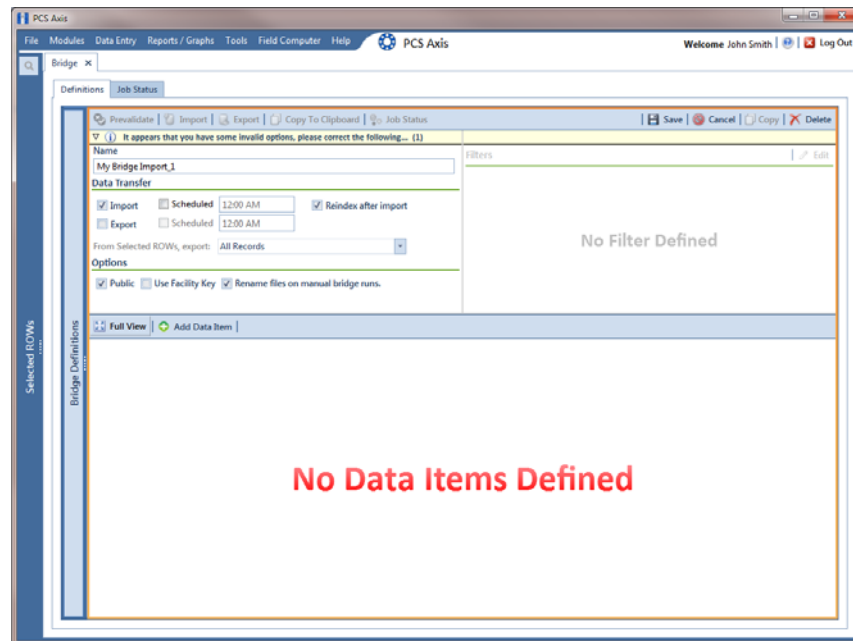 PCS Axis
File Modules Data Entry Reports / Graphs Tools Field Computer Help PCS Axis Welcome John Smith | | Log Out
Bridge ×
Definitions Job Status
Prevalidate | Import | Export | Copy To Clipboard | Job Status | Save | Cancel | Copy | Delete
It appears that you have some invalid options, please correct the following... (1)
Name
My Bridge Import_1
Filters | Edit
Data Transfer
Import Scheduled 12:00 AM Reindex after import
Export Scheduled 12:00 AM
From Selected ROWs, export: All Records
No Filter Defined
Options
Public Use Facility Key Rename files on manual bridge runs.
Full View | Add Data Item |
Selected ROWs
Bridge Definitions
No Data Items Defined